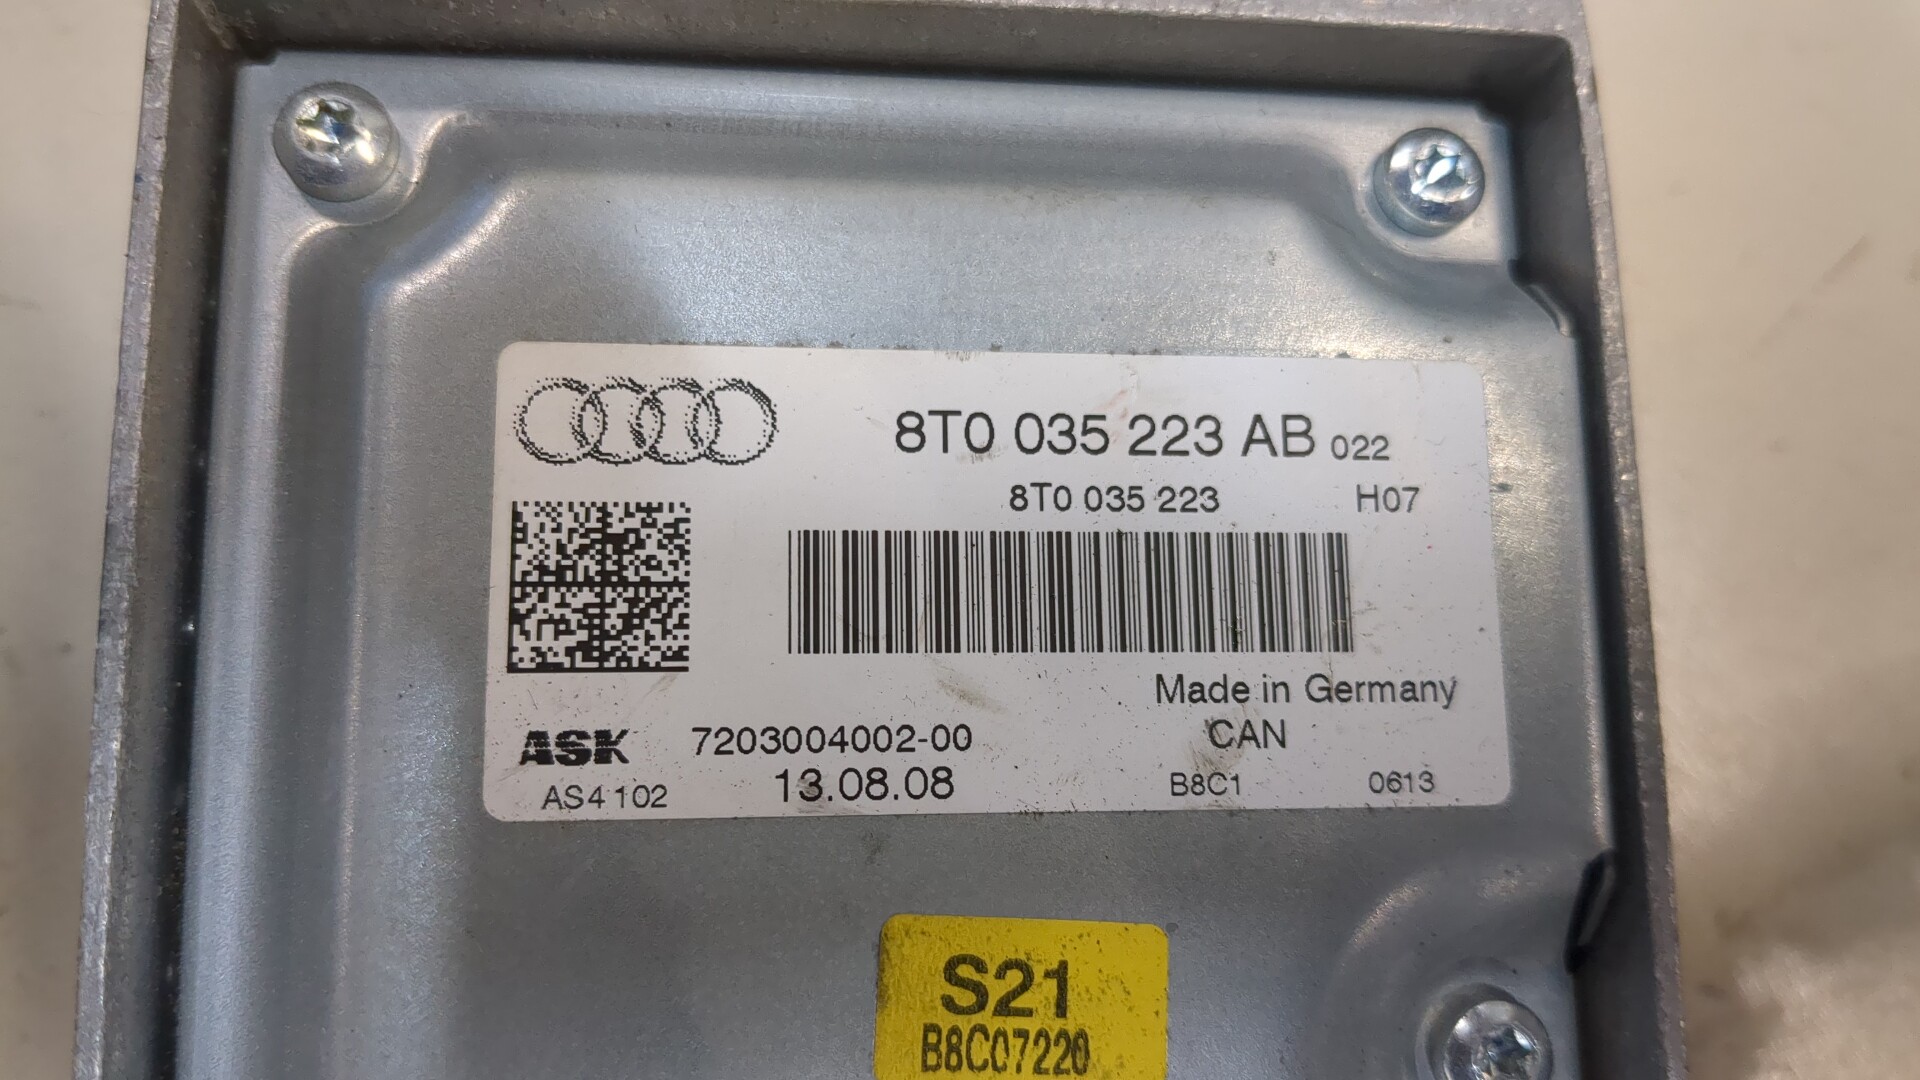 8T0 035 223 AB 022
8T0 035 223 H07
Made in Germany
ASK 7203004002-00 CAN
AS4 102 13.08.08 B8C1 0613
S21
B8C07220